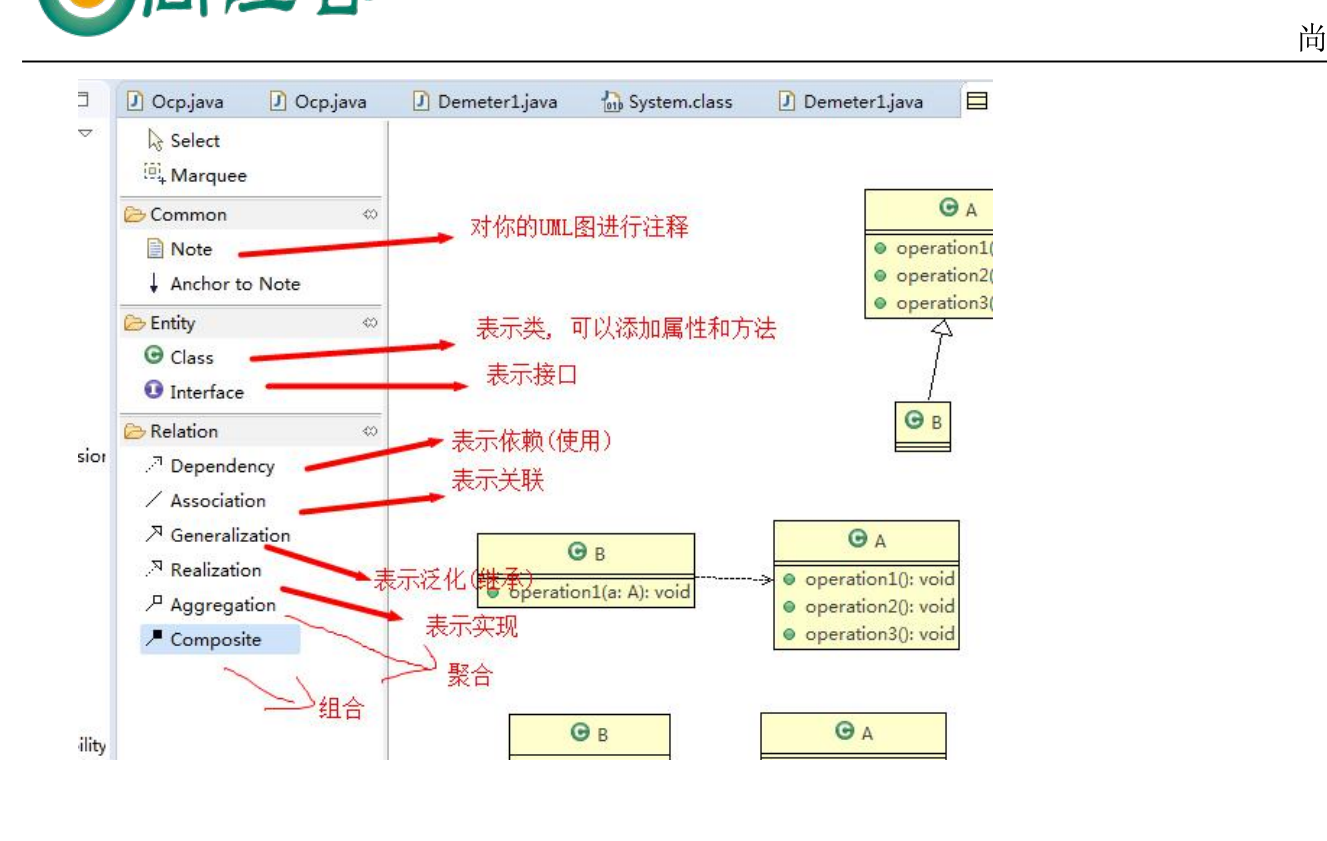 尚
Ocp.java
Ocp.java
Demeter1.java
System.class
Demeter1.java
Select
Marquee
Common
Note
Anchor to Note
对你的UML图进行注释
Entity
Class
Interface
表示类, 可以添加属性和方法
表示接口
Relation
Dependency
Association
Generalization
Realization
Aggregation
Composite
表示依赖(使用)
表示关联
表示泛化(继承)
表示实现
聚合
组合
A
operation1(
operation2(
operation3(
B
B
operation1(a: A): void
A
operation1(): void
operation2(): void
operation3(): void
B
A
sion
ility